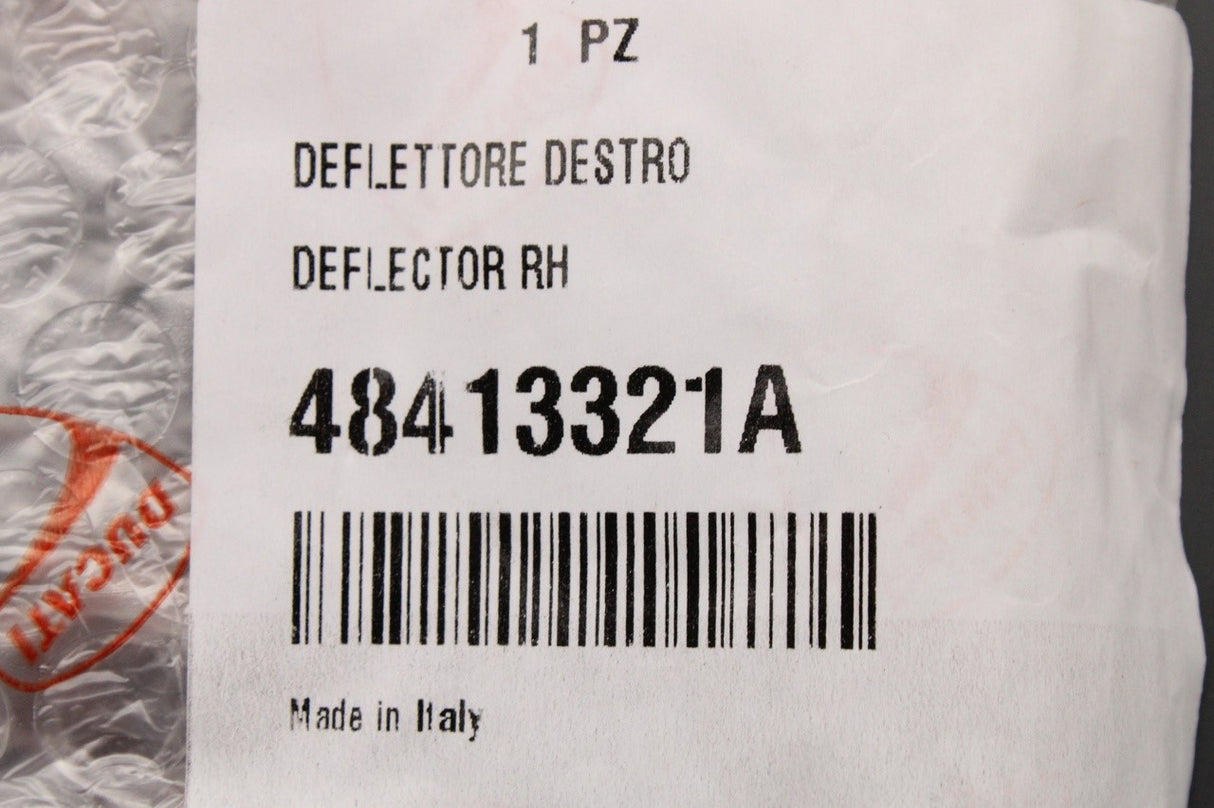 1 PZ
DEFLETTORE DESTRO
DEFLECTOR RH
48413321A
Made in Italy
DUCATI